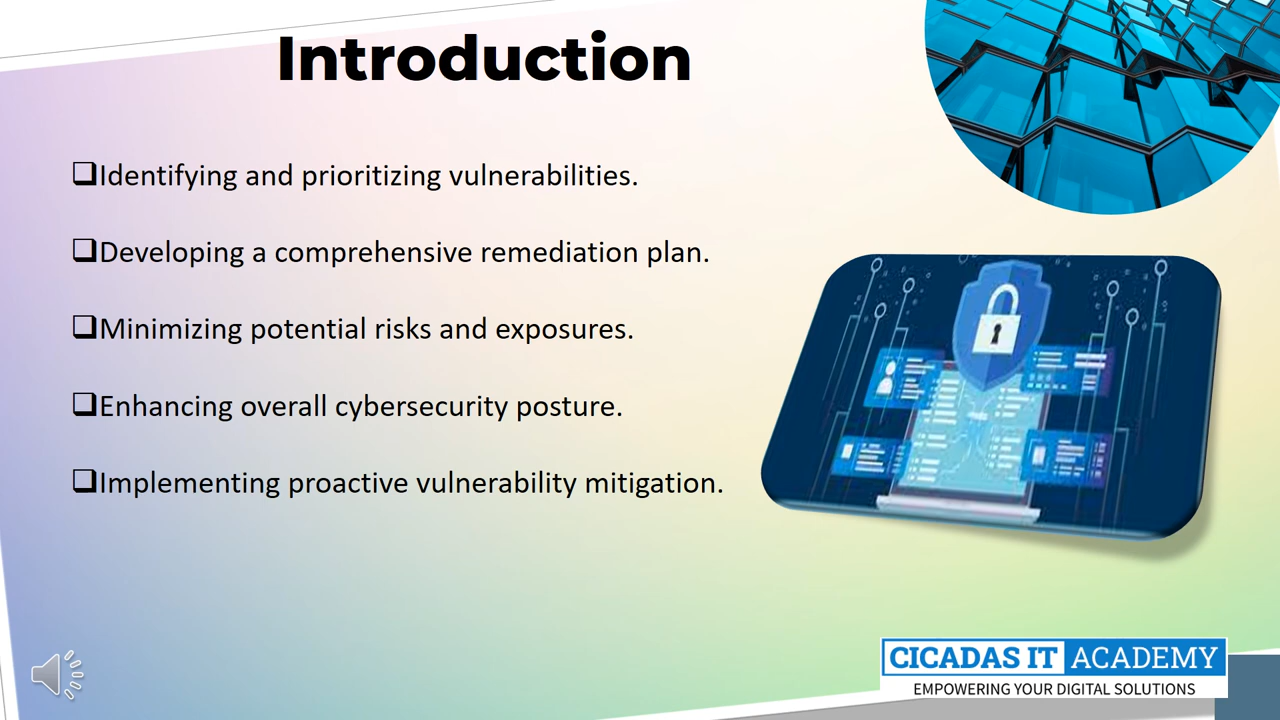 Introduction
❑Identifying and prioritizing vulnerabilities.
❑Developing a comprehensive remediation plan.
❑Minimizing potential risks and exposures.
❑Enhancing overall cybersecurity posture.
❑Implementing proactive vulnerability mitigation.
CICADAS IT ACADEMY
EMPOWERING YOUR DIGITAL SOLUTIONS